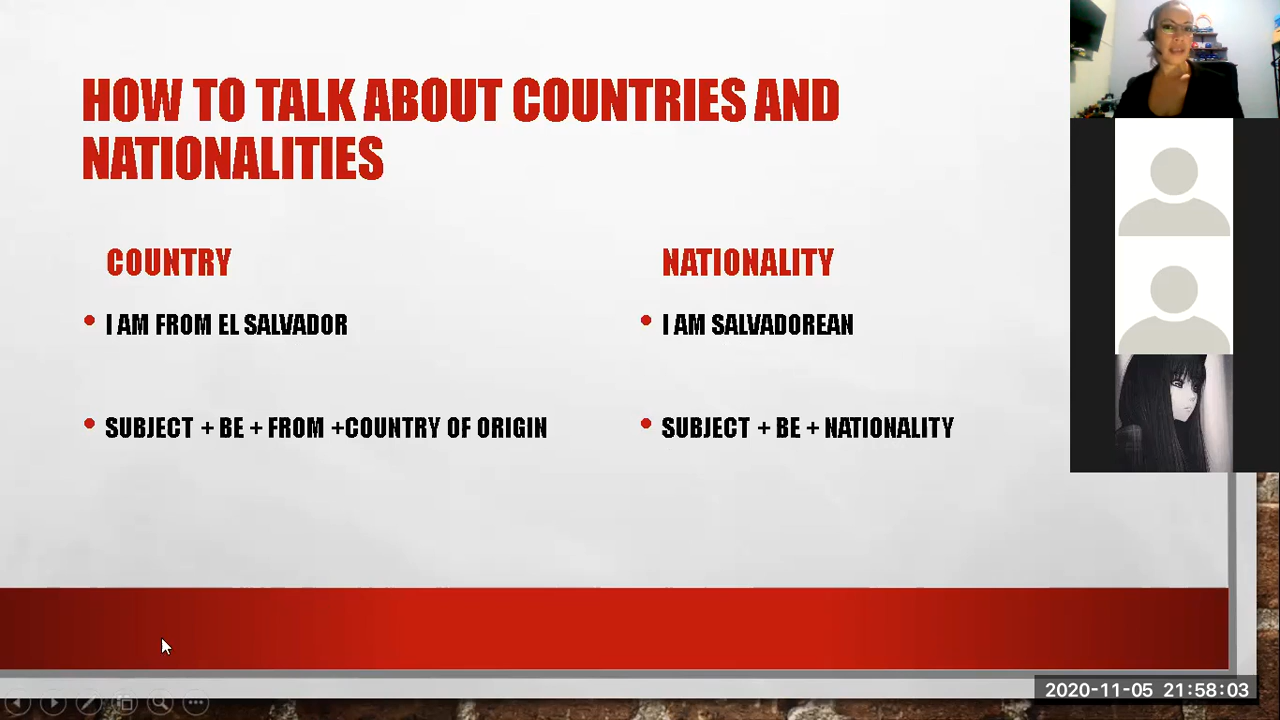 HOW TO TALK ABOUT COUNTRIES AND
NATIONALITIES
COUNTRY
• I AM FROM EL SALVADOR
• SUBJECT + BE + FROM +COUNTRY OF ORIGIN
NATIONALITY
• I AM SALVADOREAN
• SUBJECT + BE + NATIONALITY
2020-11-05 21:58:03